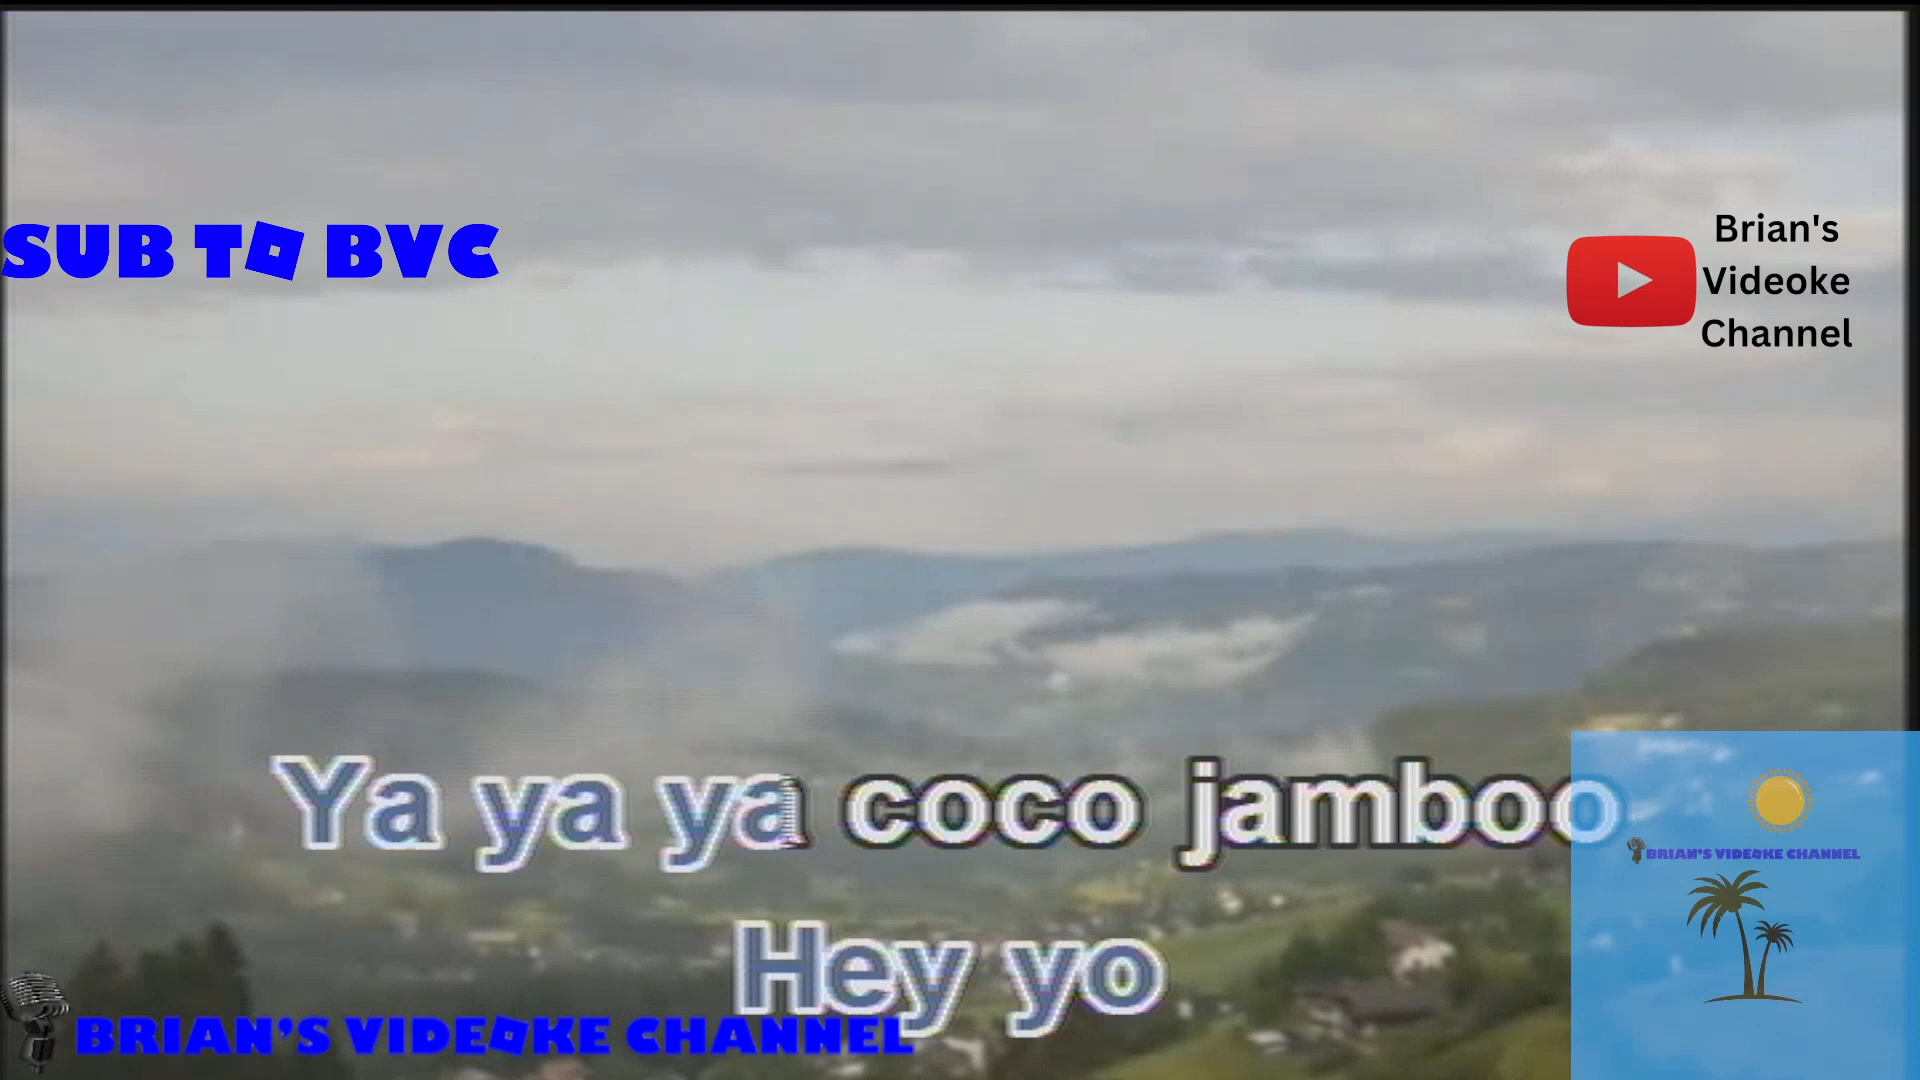 SUB TO BVC
Brian's
Videoke
Channel
Ya ya ya coco jamboo
BRIAN'S VIDEOKE CHANNEL
Hey yo
BRIAN'S VIDEOKE CHANNEL